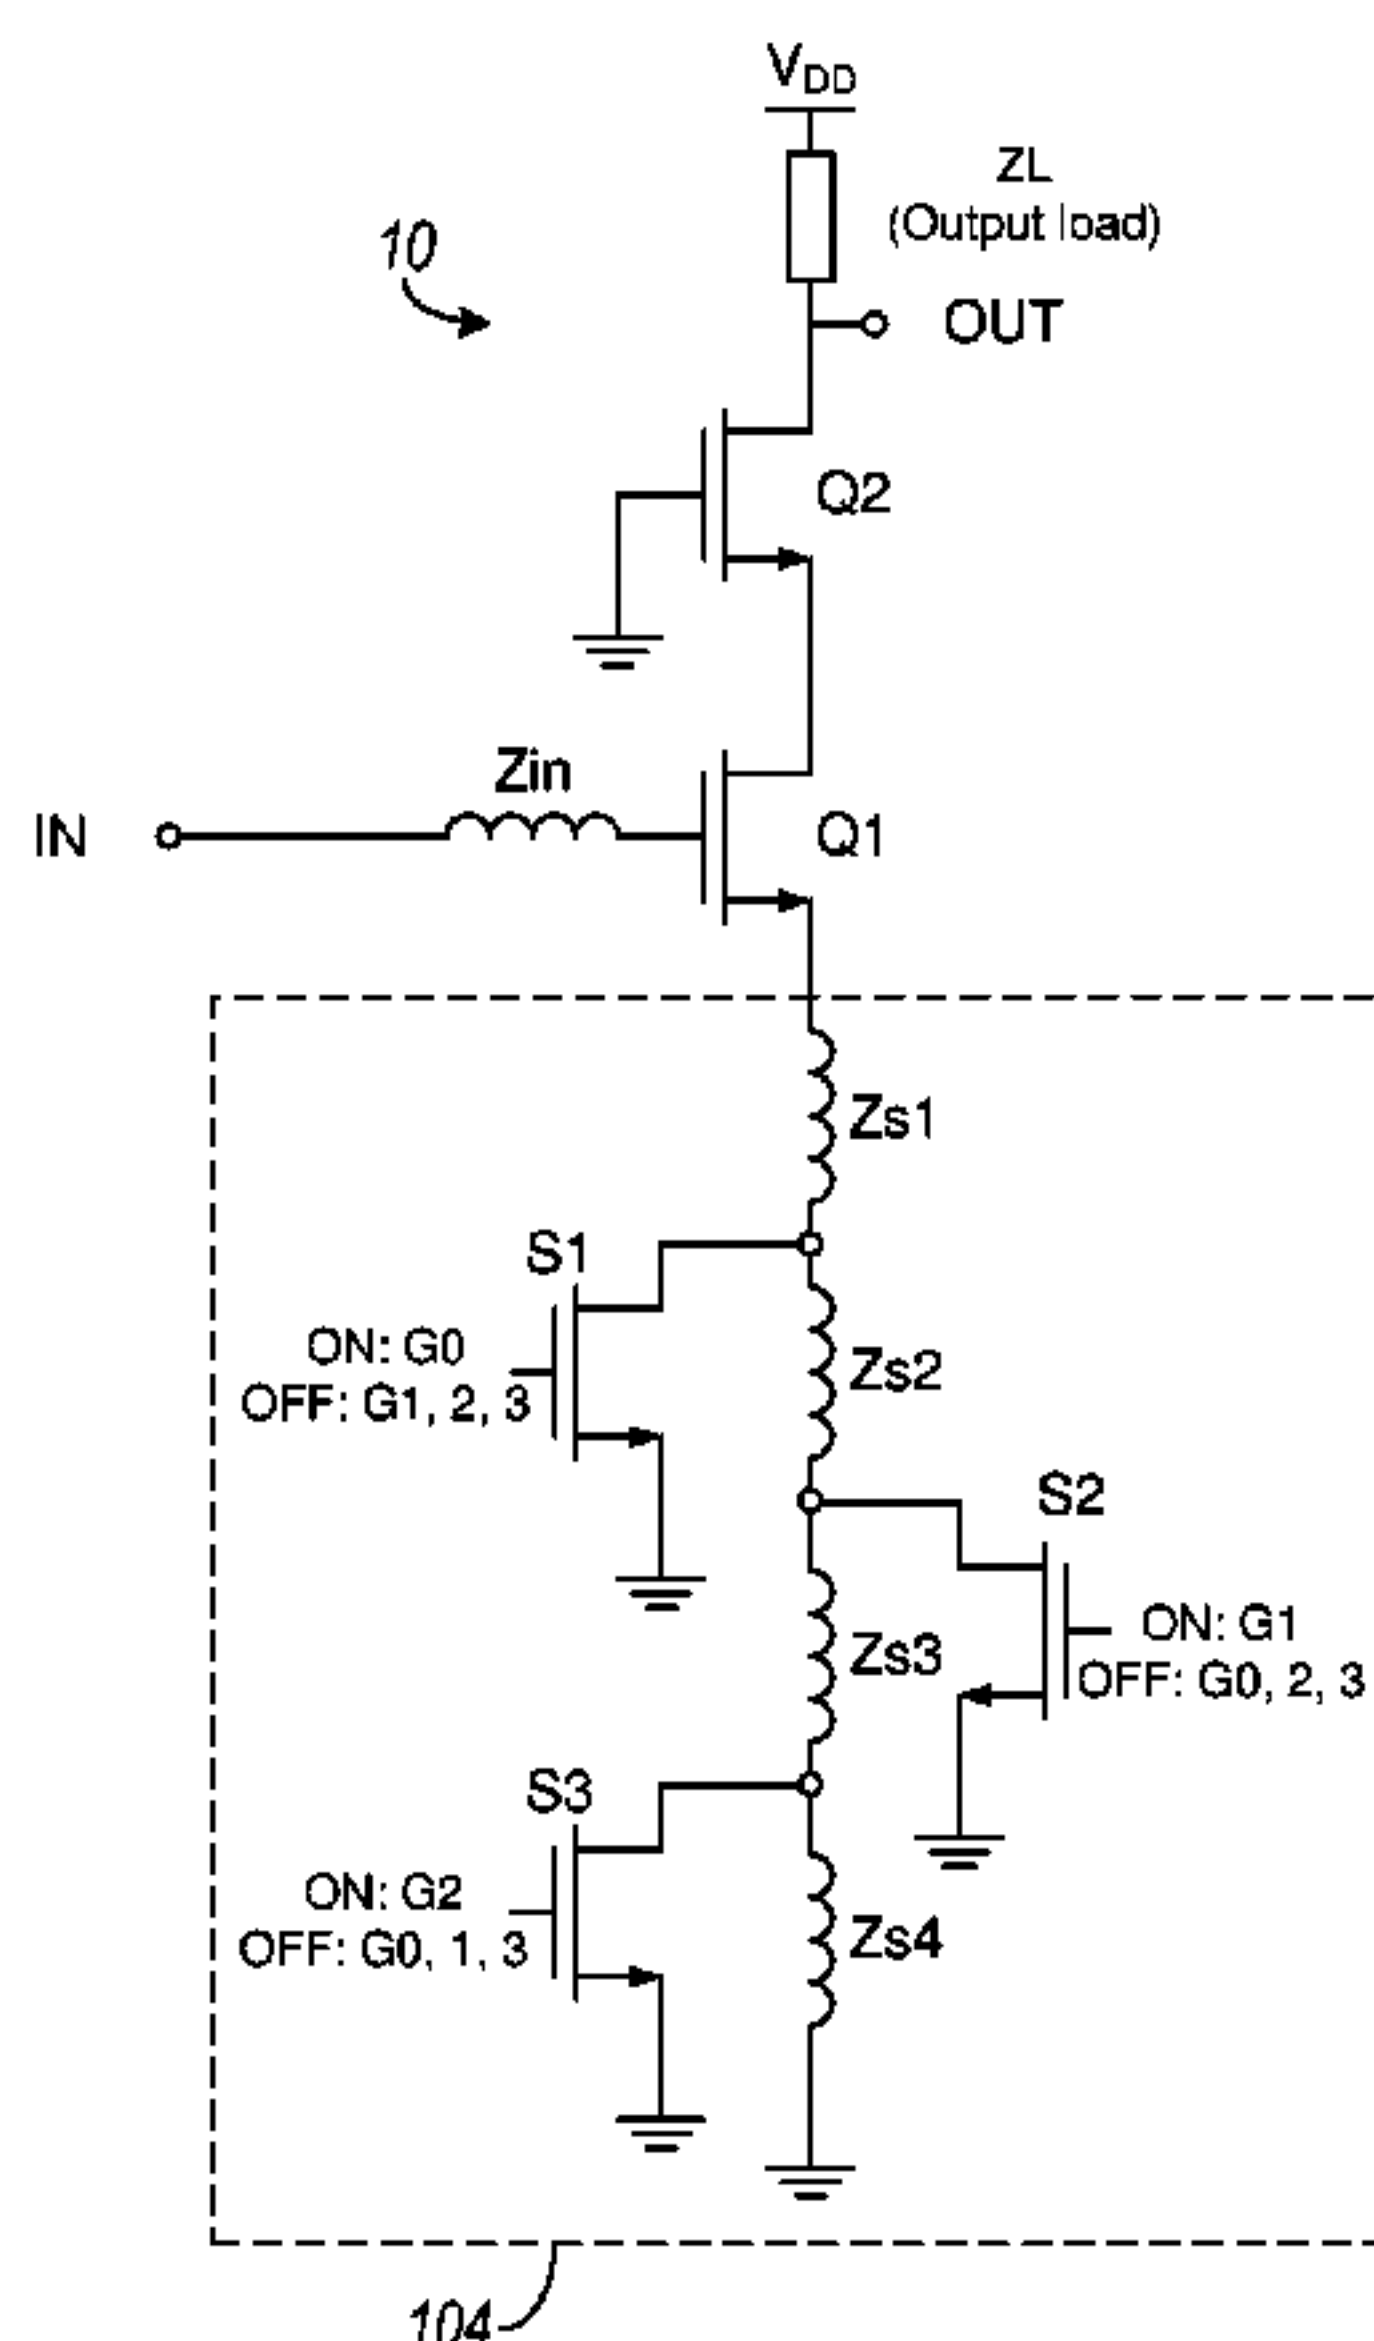 VDD
ZL
(Output load)
10
OUT
Q2
Zin
IN
Q1
Zs1
S1
ON: G0
OFF: G1, 2, 3
Zs2
S2
ON: G1
OFF: G0, 2, 3
Zs3
S3
ON: G2
OFF: G0, 1, 3
Zs4
104